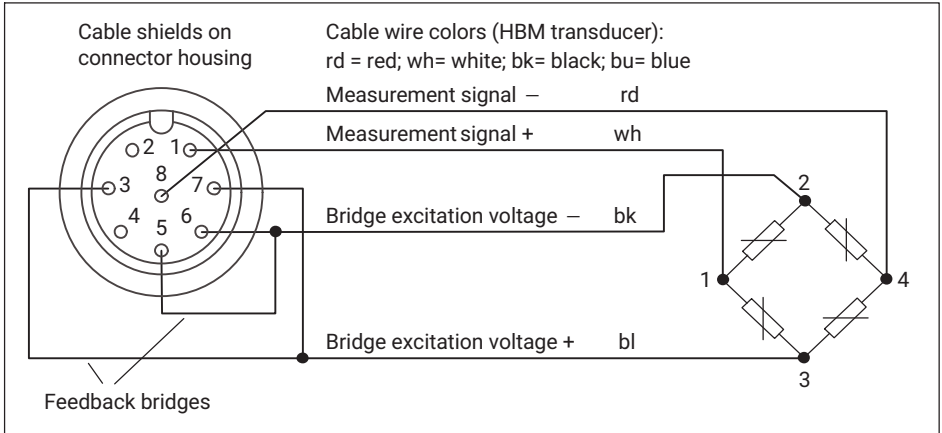 Cable shields on
connector housing
Cable wire colors (HBM transducer):
rd = red; wh= white; bk= black; bu= blue
Measurement signal − rd
Measurement signal + wh
2 1
8
3 7
4 6
5
Bridge excitation voltage − bk
2
1 4
3
Bridge excitation voltage + bl
Feedback bridges